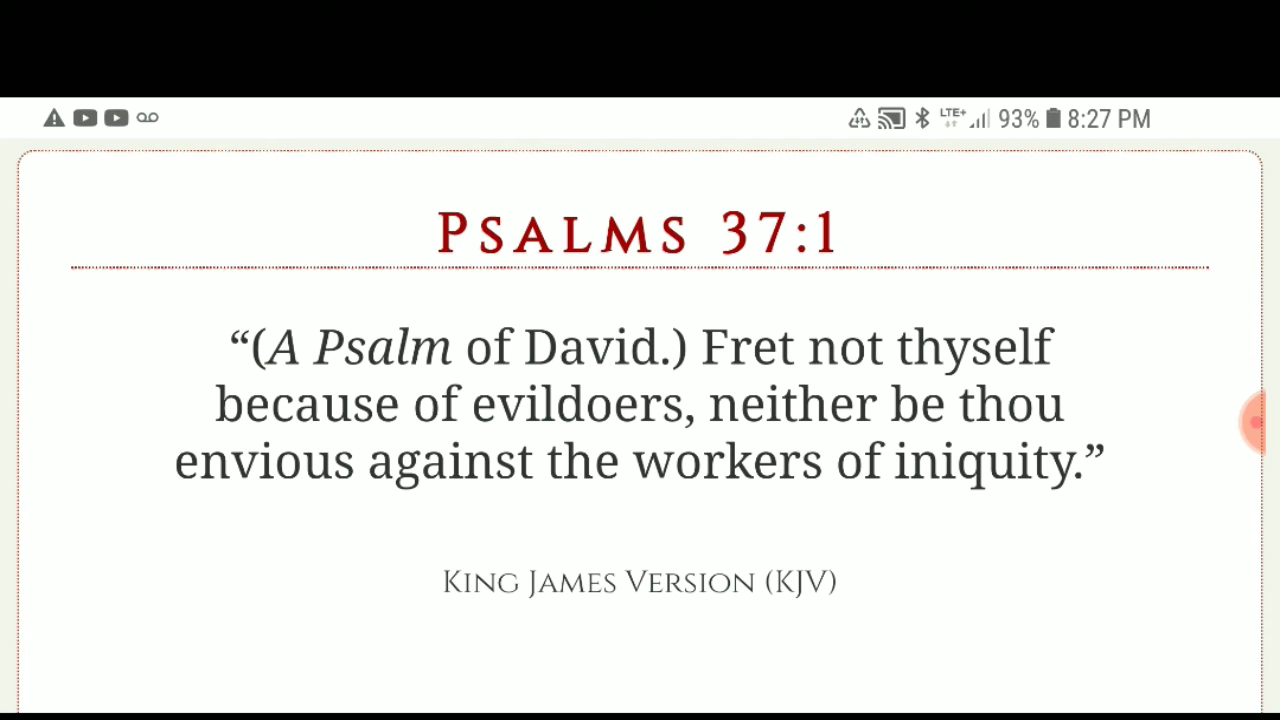 LTE+ 93% 8:27 PM
PSALMS 37:1
“(A Psalm of David.) Fret not thyself
because of evildoers, neither be thou
envious against the workers of iniquity.”
KING JAMES VERSION (KJV)